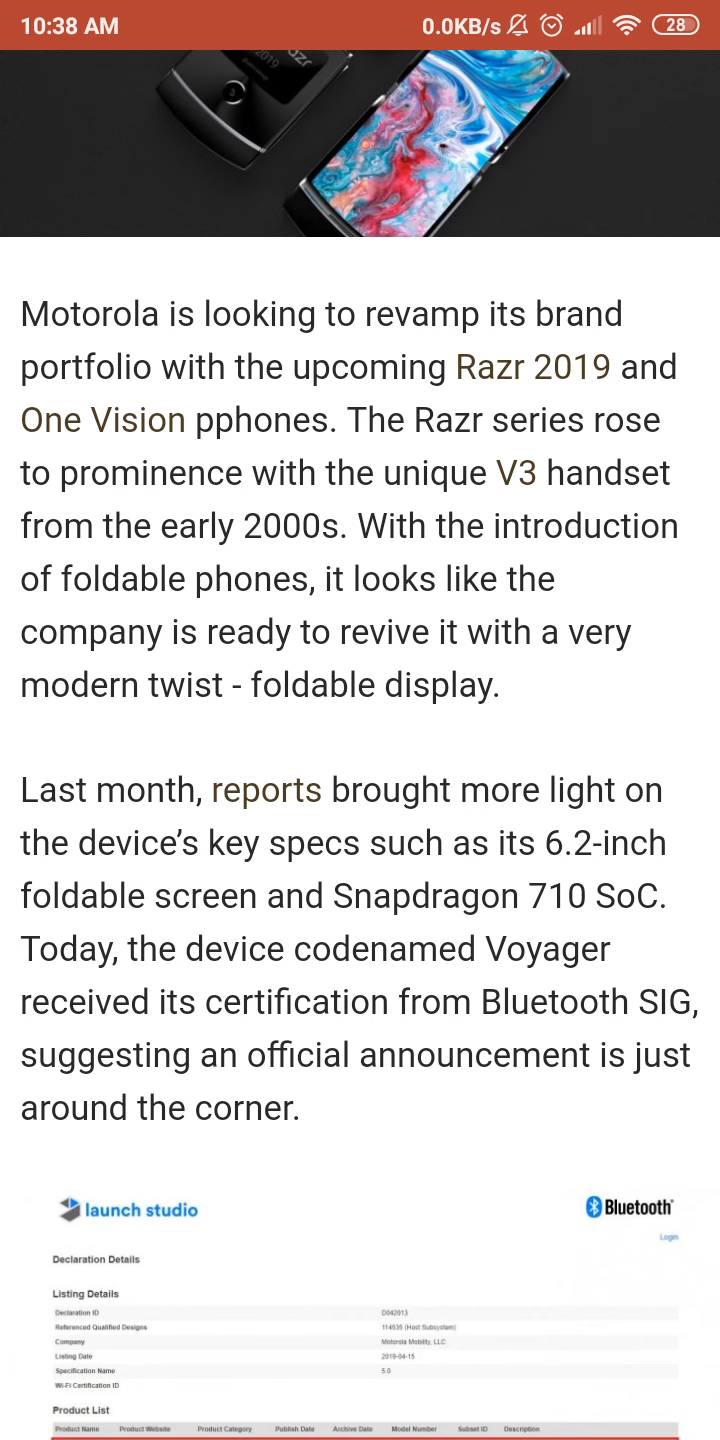 10:38 AM 0.0KB/s 28
2019
Motorola is looking to revamp its brand
portfolio with the upcoming Razr 2019 and
One Vision pphones. The Razr series rose
to prominence with the unique V3 handset
from the early 2000s. With the introduction
of foldable phones, it looks like the
company is ready to revive it with a very
modern twist - foldable display.
Last month, reports brought more light on
the device’s key specs such as its 6.2-inch
foldable screen and Snapdragon 710 SoC.
Today, the device codenamed Voyager
received its certification from Bluetooth SIG,
suggesting an official announcement is just
around the corner.
launch studio Bluetooth®
Login
Declaration Details
Listing Details
Declaration ID D042013
Referenced Qualified Designs 114535 (Host Subsystem)
Company Motorola Mobility, LLC
Listing Date 2019-04-15
Specification Name 5.0
Wi-Fi Certification ID
Product List
Product Name Product Website Product Category Publish Date Archive Date Model Number Subset ID Description